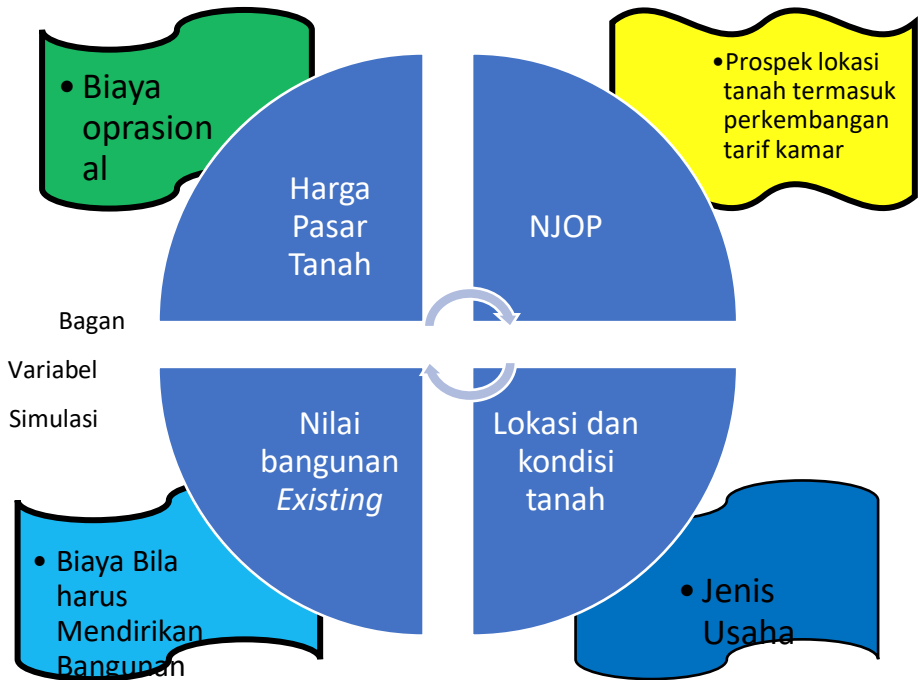 • Biaya
oprasion
al
• Prospek lokasi
tanah termasuk
perkembangan
tarif kamar
Harga
Pasar
Tanah
NJOP
Bagan
Variabel
Simulasi
Nilai
bangunan
Existing
Lokasi dan
kondisi
tanah
• Biaya Bila
harus
Mendirikan
Bangunan
• Jenis
Usaha